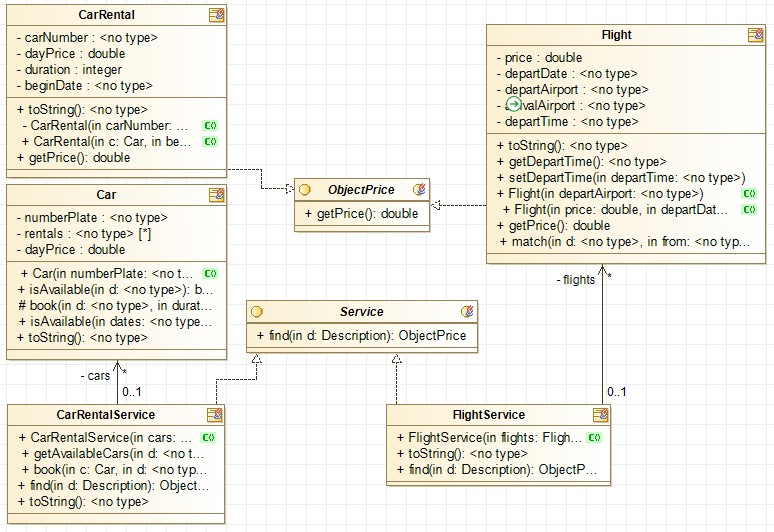 CarRental
- carNumber : <no type>
- dayPrice : double
- duration : integer
- beginDate : <no type>
+ toString(): <no type>
- CarRental(in carNumber: ...
+ CarRental(in c: Car, in be...
+ getPrice(): double
Flight
- price : double
- departDate : <no type>
- departAirport : <no type>
valAirport : <no type>
- departTime : <no type>
+ toString(): <no type>
+ getDepartTime(): <no type>
+ setDepartTime(in departTime: <no type>)
+ Flight(in departAirport: <no type>)
+ Flight(in price: double, in departDat...
+ getPrice(): double
+ match(in d: <no type>, in from: <no typ...
ObjectPrice
+ getPrice(): double
Car
- numberPlate : <no type>
- rentals : <no type> [*]
- dayPrice : double
+ Car(in numberPlate: <no t...
+ isAvailable(in d: <no type>): b...
# book(in d: <no type>, in durat...
+ isAvailable(in dates: <no type...
+ toString(): <no type>
Service
+ find(in d: Description): ObjectPrice
- flights
*
0..1
- cars
*
0..1
CarRentalService
+ CarRentalService(in cars: ...
+ getAvailableCars(in d: <no t...
+ book(in c: Car, in d: <no typ...
+ find(in d: Description): Object...
+ toString(): <no type>
FlightService
+ FlightService(in flights: Fligh...
+ toString(): <no type>
+ find(in d: Description): ObjectP...